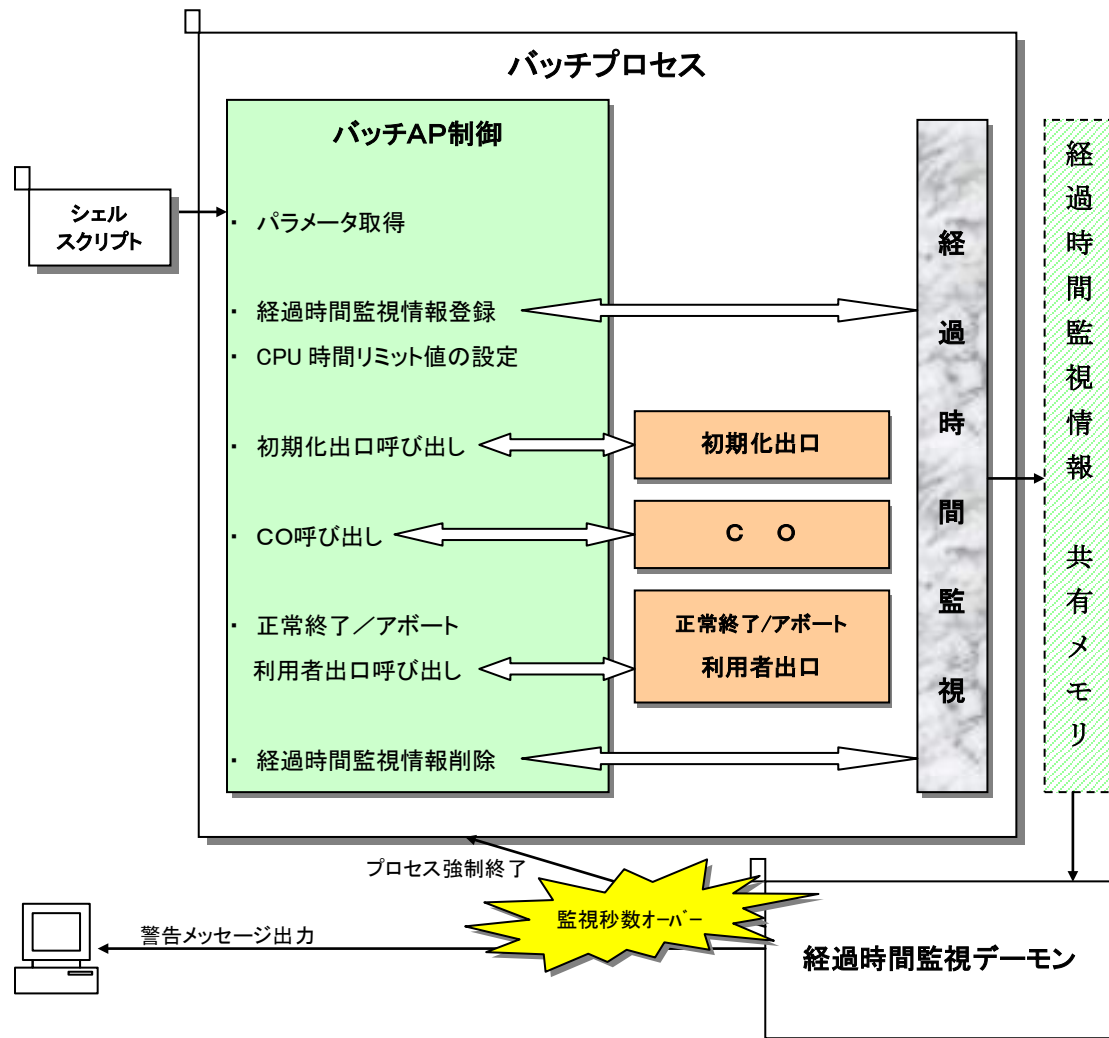 バッチプロセス
バッチAP制御
シェル
スクリプト
・ パラメータ取得
・ 経過時間監視情報登録
・ CPU 時間リミット値の設定
・ 初期化出口呼び出し
初期化出口
・ CO呼び出し
C O
・ 正常終了／アボート
利用者出口呼び出し
正常終了/アボート
利用者出口
・ 経過時間監視情報削除
経過時間監視
経過時間監視情報 共有メモリ
プロセス強制終了
監視秒数ｵｰﾊﾞｰ
警告メッセージ出力
経過時間監視デーモン